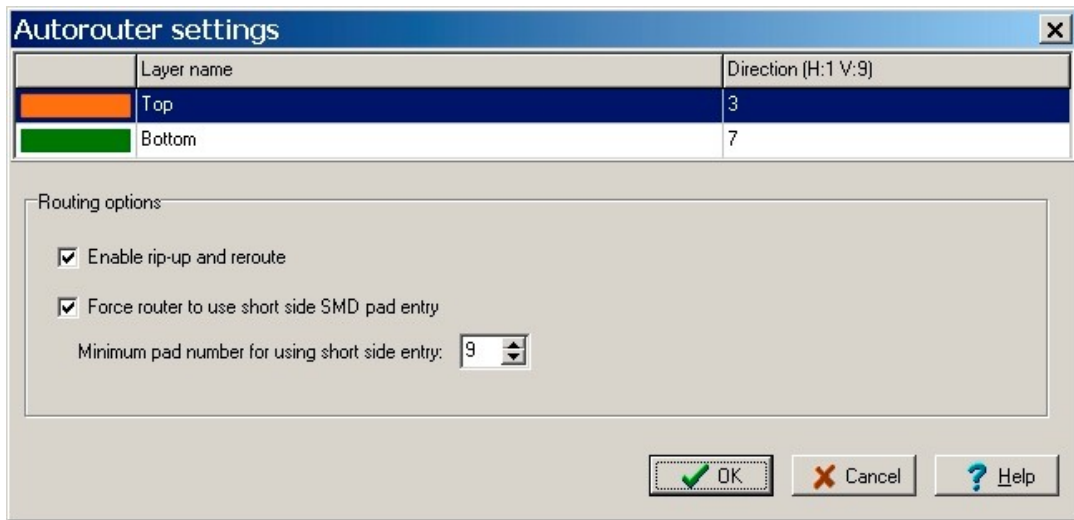 Autorouter settings
Layer name Direction (H:1 V:9)
Top 3
Bottom 7
Routing options
Enable rip-up and reroute
Force router to use short side SMD pad entry
Minimum pad number for using short side entry: 9
OK Cancel Help